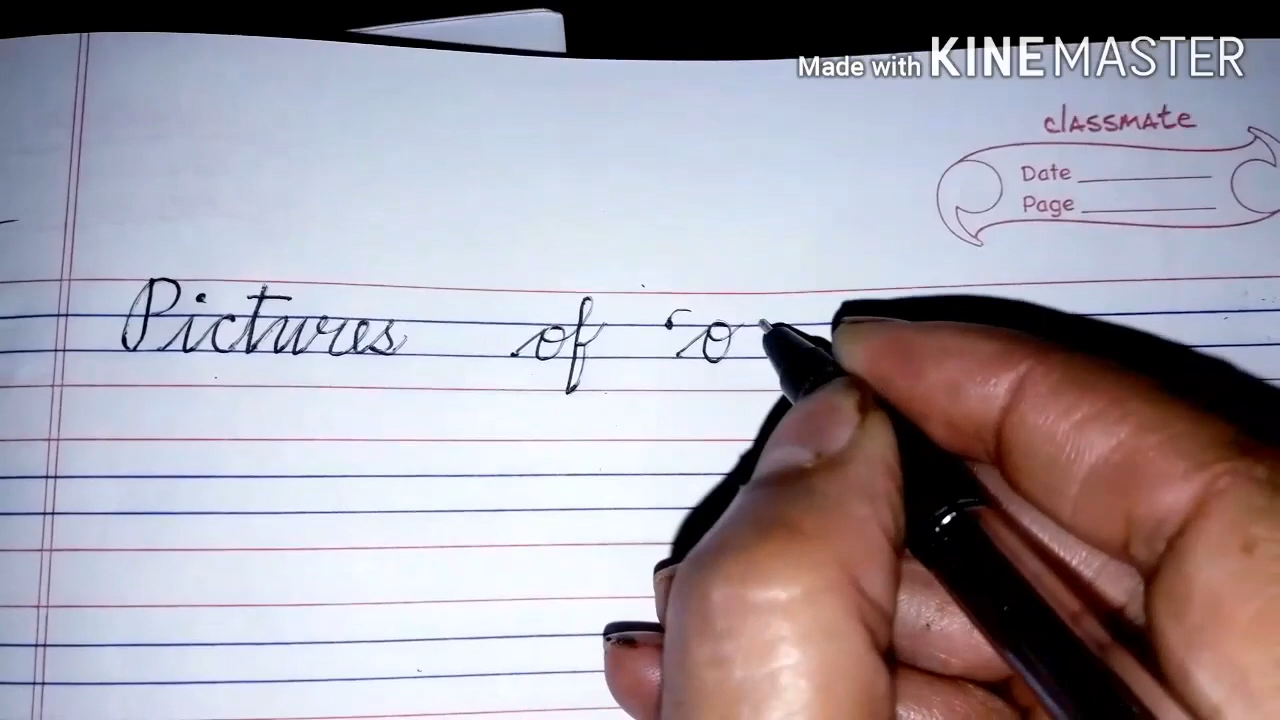 Made with KINEMASTER
classmate
Date
Page
Pictures of ‘o